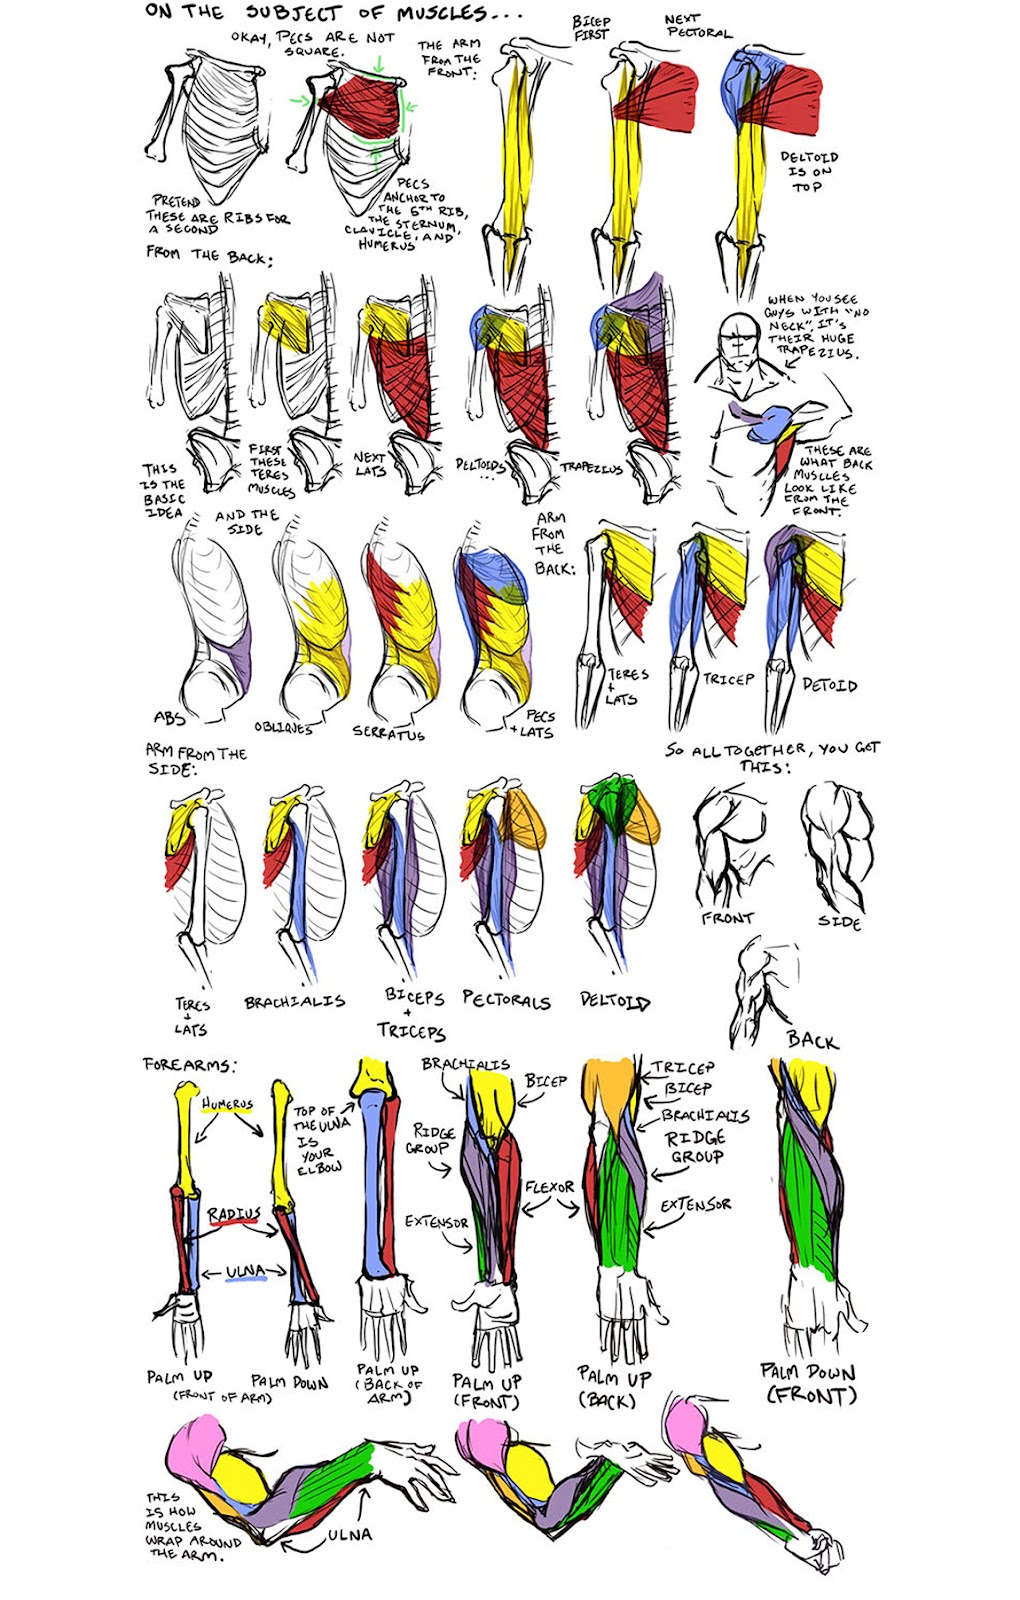 ON THE SUBJECT OF MUSCLES...
OKAY, PECS ARE NOT
SQUARE.
PRETEND
THESE ARE RIBS FOR
A SECOND
PECS
ANCHOR TO
THE 5TH RIB,
THE STERNUM,
CLAVICLE, AND
HUMERUS
THE ARM
FROM THE
FRONT:
BICEP
FIRST
NEXT
PECTORAL
DELTOID
IS ON
TOP
FROM THE BACK:
THIS
IS THE
BASIC
IDEA
FIRST
THESE
TERES
MUSCLES
NEXT
LATS
DELTOIDS
...
TRAPEZIUS
WHEN YOU SEE
GUYS WITH "NO
NECK", IT'S
THEIR HUGE
TRAPEZIUS.
THESE ARE
WHAT BACK
MUSCLES
LOOK LIKE
FROM THE
FRONT.
AND THE
SIDE
ABS
OBLIQUES
SERRATUS
PECS
+ LATS
ARM
FROM
THE
BACK:
TERES
+
LATS
TRICEP
DETOID
ARM FROM THE
SIDE:
TERES
+
LATS
BRACHIALIS
BICEPS
+
TRICEPS
PECTORALS
DELTOID
SO ALL TOGETHER, YOU GET
THIS:
FRONT
SIDE
BACK
FOREARMS:
HUMERUS
RADIUS
ULNA
PALM UP
(FRONT OF ARM)
PALM DOWN
TOP OF
THE ULNA
IS
YOUR
ELBOW
PALM UP
(BACK OF
ARM)
BRACHIALIS
BICEP
RIDGE
GROUP
FLEXOR
EXTENSOR
PALM UP
(FRONT)
TRICEP
BICEP
BRACHIALIS
RIDGE
GROUP
EXTENSOR
PALM UP
(BACK)
PALM DOWN
(FRONT)
THIS
IS HOW
MUSCLES
WRAP AROUND
THE ARM.
ULNA